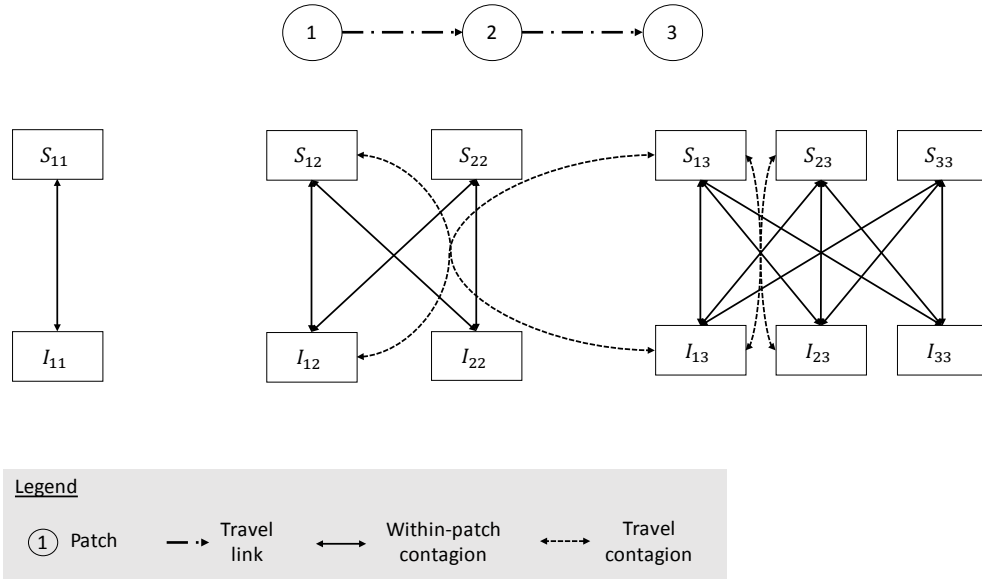 1 2 3
S₁₁ S₁₂ S₂₂ S₁₃ S₂₃ S₃₃
I₁₁ I₁₂ I₂₂ I₁₃ I₂₃ I₃₃
Legend
1 Patch
Travel
link
Within-patch
contagion
Travel
contagion